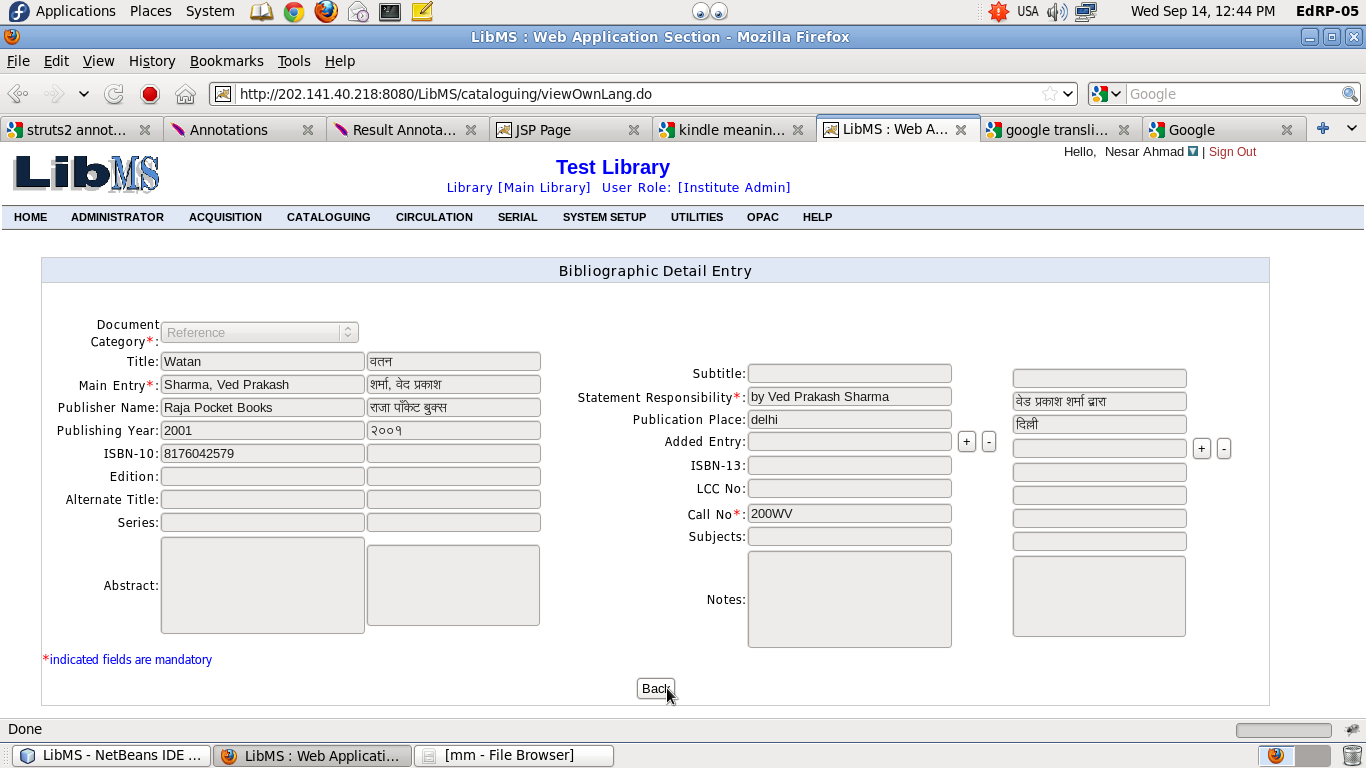 Applications Places System USA Wed Sep 14, 12:44 PM EdRP-05
LibMS : Web Application Section - Mozilla Firefox
File Edit View History Bookmarks Tools Help
http://202.141.40.218:8080/LibMS/cataloguing/viewOwnLang.do Google
struts2 annot... Annotations Result Annota... JSP Page kindle meanin... LibMS : Web A... google transli... Google
Hello, Nesar Ahmad | Sign Out
LibMS
Test Library
Library [Main Library] User Role: [Institute Admin]
HOME ADMINISTRATOR ACQUISITION CATALOGUING CIRCULATION SERIAL SYSTEM SETUP UTILITIES OPAC HELP
Bibliographic Detail Entry
Document
Category*: Reference
Title: Watan वतन
Main Entry*: Sharma, Ved Prakash शर्मा, वेद प्रकाश
Publisher Name: Raja Pocket Books राजा पॉकेट बुक्स
Publishing Year: 2001 २००१
ISBN-10: 8176042579
Edition:
Alternate Title:
Series:
Abstract:
Subtitle:
Statement Responsibility*: by Ved Prakash Sharma वेड प्रकाश शर्मा द्वारा
Publication Place: delhi दिल्ली
Added Entry: + - + -
ISBN-13:
LCC No:
Call No*: 200WV
Subjects:
Notes:
*indicated fields are mandatory
Back
Done
LibMS - NetBeans IDE ... LibMS : Web Applicati... [mm - File Browser]